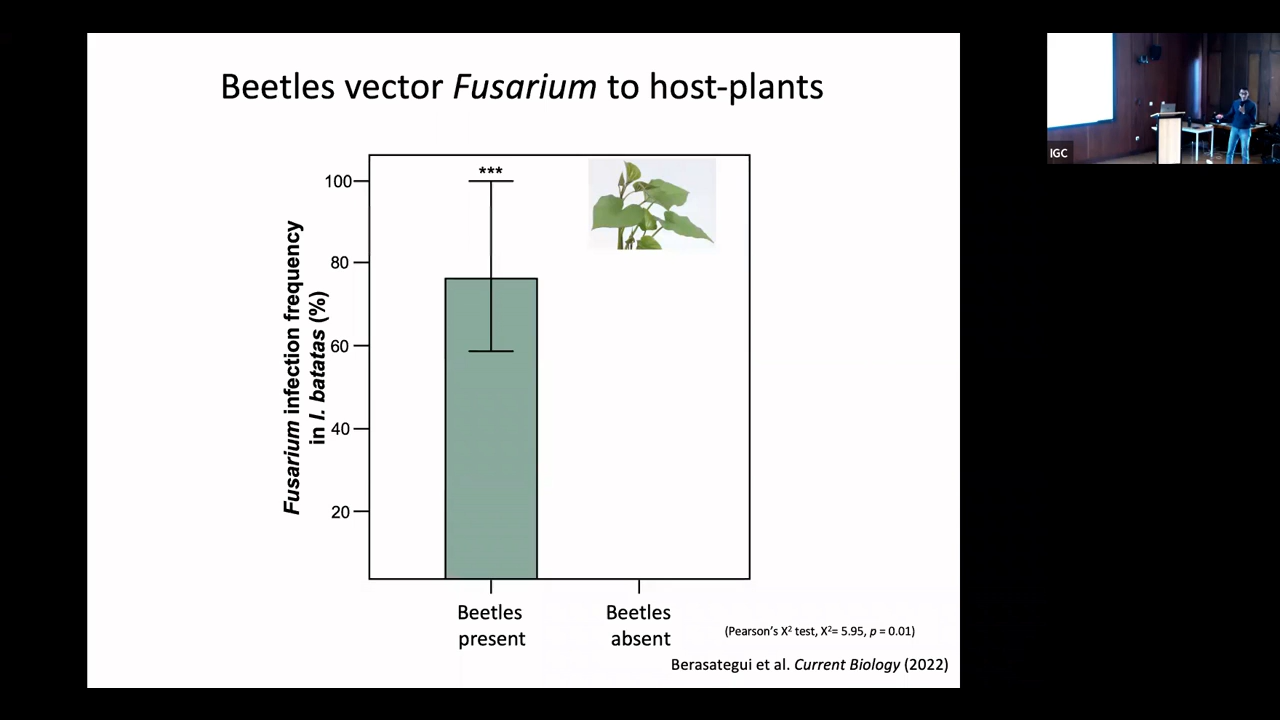 Beetles vector Fusarium to host-plants
***
100
80
60
40
20
Fusarium infection frequency
in I. batatas (%)
Beetles
present
Beetles
absent
(Pearson's X² test, X²= 5.95, p = 0.01)
Berasategui et al. Current Biology (2022)
IGC